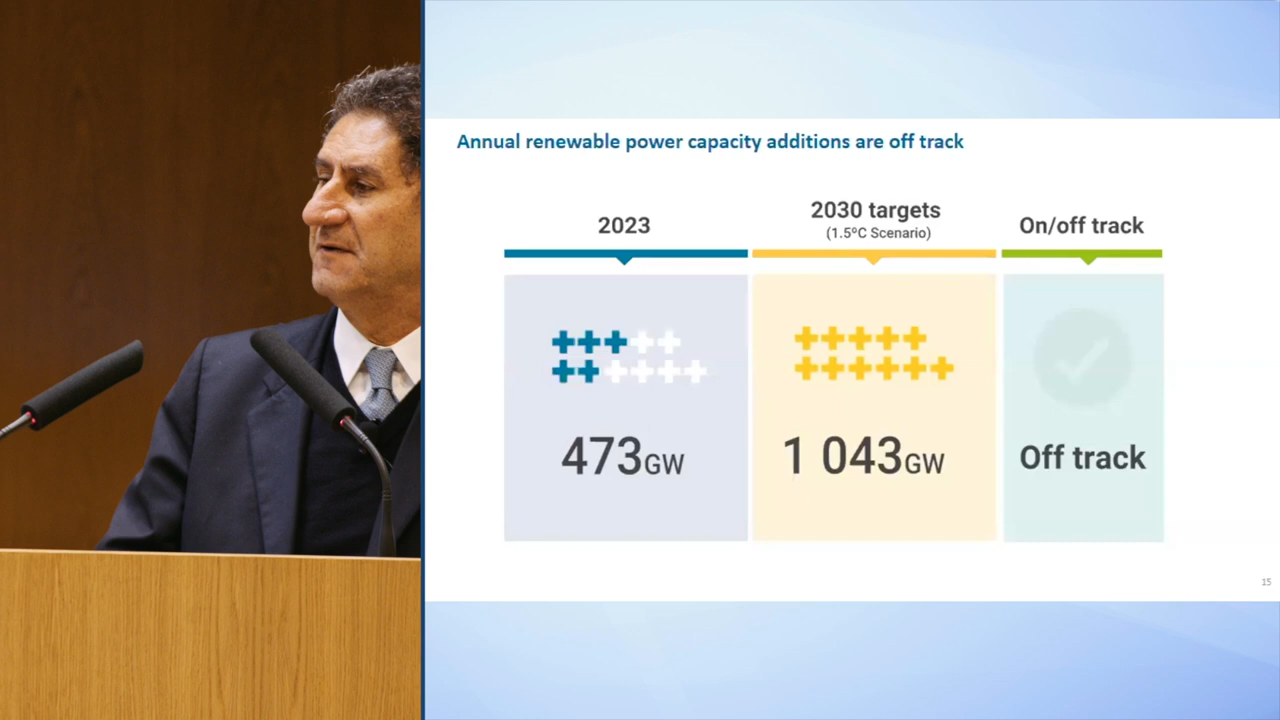 Annual renewable power capacity additions are off track
2023
2030 targets
(1.5°C Scenario)
On/off track
473GW
1 043GW
Off track
15